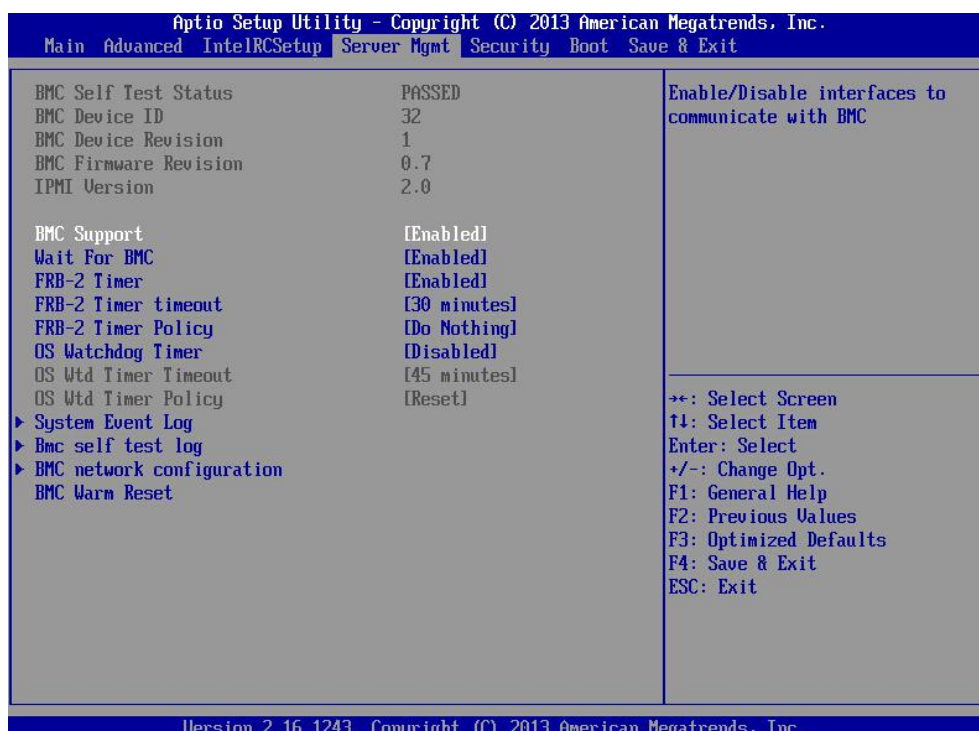 Aptio Setup Utility - Copyright (C) 2013 American Megatrends, Inc.
Main Advanced IntelRCSetup Server Mgmt Security Boot Save & Exit
BMC Self Test Status PASSED
BMC Device ID 32
BMC Device Revision 1
BMC Firmware Revision 0.7
IPMI Version 2.0
BMC Support [Enabled]
Wait For BMC [Enabled]
FRB-2 Timer [Enabled]
FRB-2 Timer timeout [30 minutes]
FRB-2 Timer Policy [Do Nothing]
OS Watchdog Timer [Disabled]
OS Wtd Timer Timeout [45 minutes]
OS Wtd Timer Policy [Reset]
▶ System Event Log
▶ Bmc self test log
▶ BMC network configuration
BMC Warm Reset
Enable/Disable interfaces to
communicate with BMC
→←: Select Screen
↑↓: Select Item
Enter: Select
+/-: Change Opt.
F1: General Help
F2: Previous Values
F3: Optimized Defaults
F4: Save & Exit
ESC: Exit
Version 2.16.1243. Copyright (C) 2013 American Megatrends, Inc.